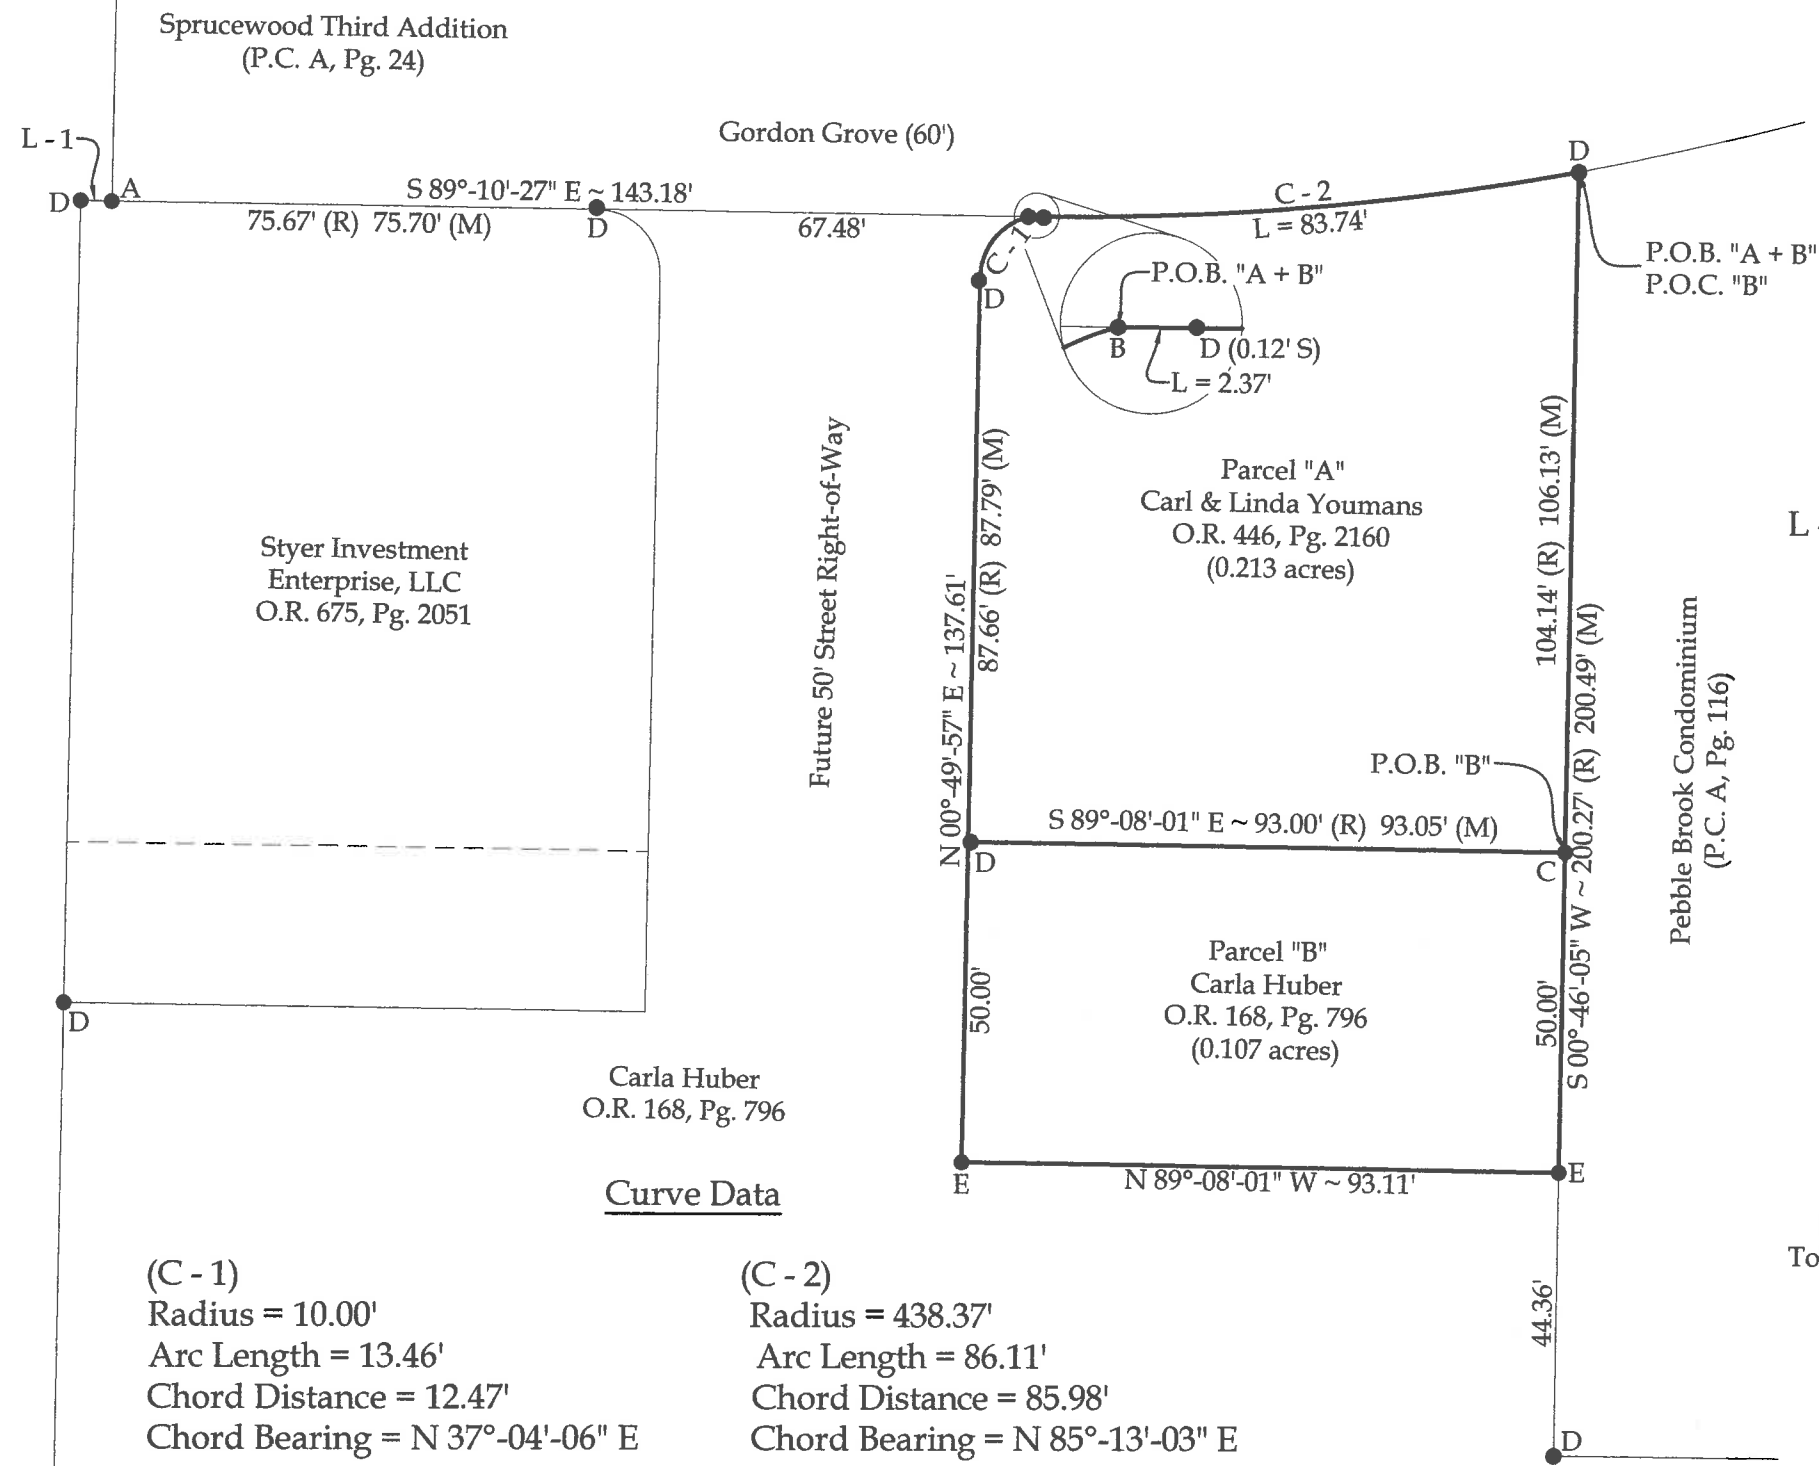 Sprucewood Third Addition
(P.C. A, Pg. 24)
L - 1
Gordon Grove (60')
D
A
S 89°-10'-27" E ~ 143.18'
75.67' (R) 75.70' (M)
D
67.48'
C - 1
D
C - 2
L = 83.74'
D
P.O.B. "A + B"
P.O.C. "B"
P.O.B. "A + B"
B
D (0.12' S)
L = 2.37'
Parcel "A"
Carl & Linda Youmans
O.R. 446, Pg. 2160
(0.213 acres)
Styer Investment
Enterprise, LLC
O.R. 675, Pg. 2051
Future 50' Street Right-of-Way
N 00°-49'-57" E ~ 137.61'
87.66' (R) 87.79' (M)
104.14' (R) 106.13' (M)
S 00°-46'-05" W ~ 200.27' (R) 200.49' (M)
Pebble Brook Condominium
(P.C. A, Pg. 116)
L
P.O.B. "B"
S 89°-08'-01" E ~ 93.00' (R) 93.05' (M)
D
C
Parcel "B"
Carla Huber
O.R. 168, Pg. 796
(0.107 acres)
50.00'
50.00'
D
Carla Huber
O.R. 168, Pg. 796
E
N 89°-08'-01" W ~ 93.11'
E
44.36'
D
To
Curve Data
(C - 1)
Radius = 10.00'
Arc Length = 13.46'
Chord Distance = 12.47'
Chord Bearing = N 37°-04'-06" E
(C - 2)
Radius = 438.37'
Arc Length = 86.11'
Chord Distance = 85.98'
Chord Bearing = N 85°-13'-03" E